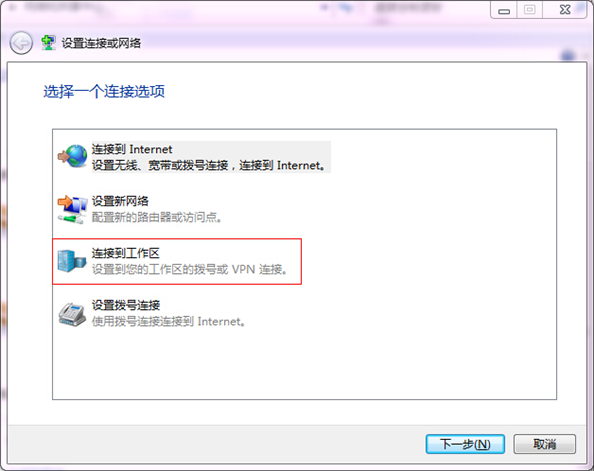 设置连接或网络
选择一个连接选项
连接到 Internet
设置无线、宽带或拨号连接，连接到 Internet。
设置新网络
配置新的路由器或访问点。
连接到工作区
设置到您的工作区的拨号或 VPN 连接。
设置拨号连接
使用拨号连接连接到 Internet。
下一步(N)
取消